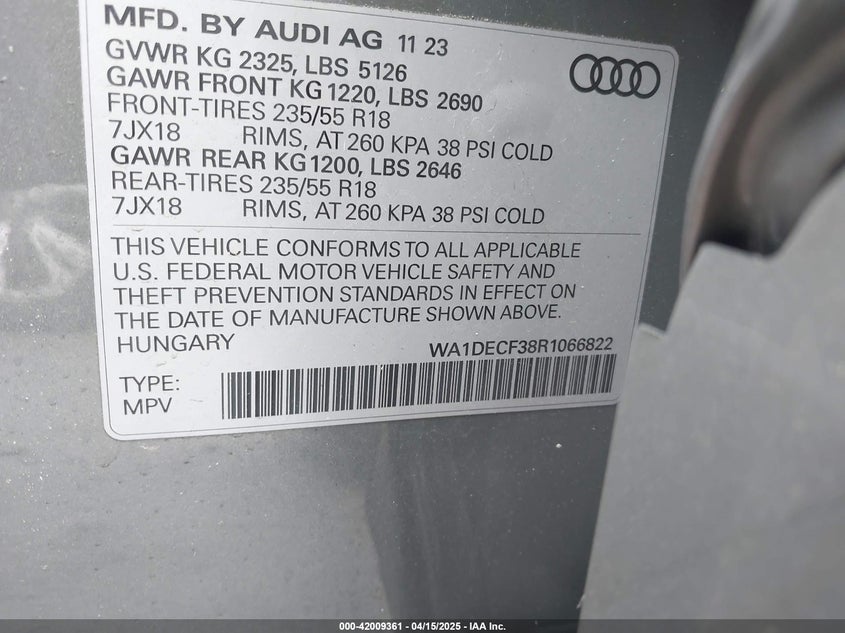 MFD. BY AUDI AG 11 23
GVWR KG 2325, LBS 5126
GAWR FRONT KG 1220, LBS 2690
FRONT-TIRES 235/55 R18
7JX18 RIMS, AT 260 KPA 38 PSI COLD
GAWR REAR KG 1200, LBS 2646
REAR-TIRES 235/55 R18
7JX18 RIMS, AT 260 KPA 38 PSI COLD
THIS VEHICLE CONFORMS TO ALL APPLICABLE
U.S. FEDERAL MOTOR VEHICLE SAFETY AND
THEFT PREVENTION STANDARDS IN EFFECT ON
THE DATE OF MANUFACTURE SHOWN ABOVE.
HUNGARY WA1DECF38R1066822
TYPE:
MPV
000-42009361 - 04/15/2025 - IAA Inc.